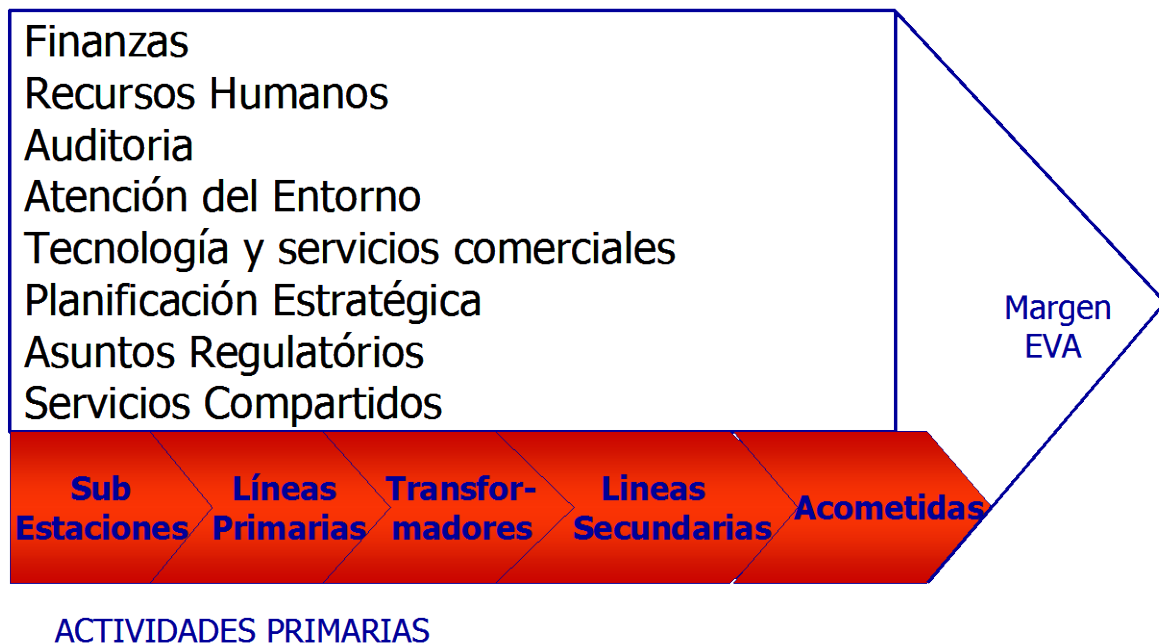 Finanzas
Recursos Humanos
Auditoria
Atención del Entorno
Tecnología y servicios comerciales
Planificación Estratégica
Asuntos Regulatórios
Servicios Compartidos
Margen
EVA
Sub
Estaciones
Líneas
Primarias
Transfor-
madores
Lineas
Secundarias
Acometidas
ACTIVIDADES PRIMARIAS